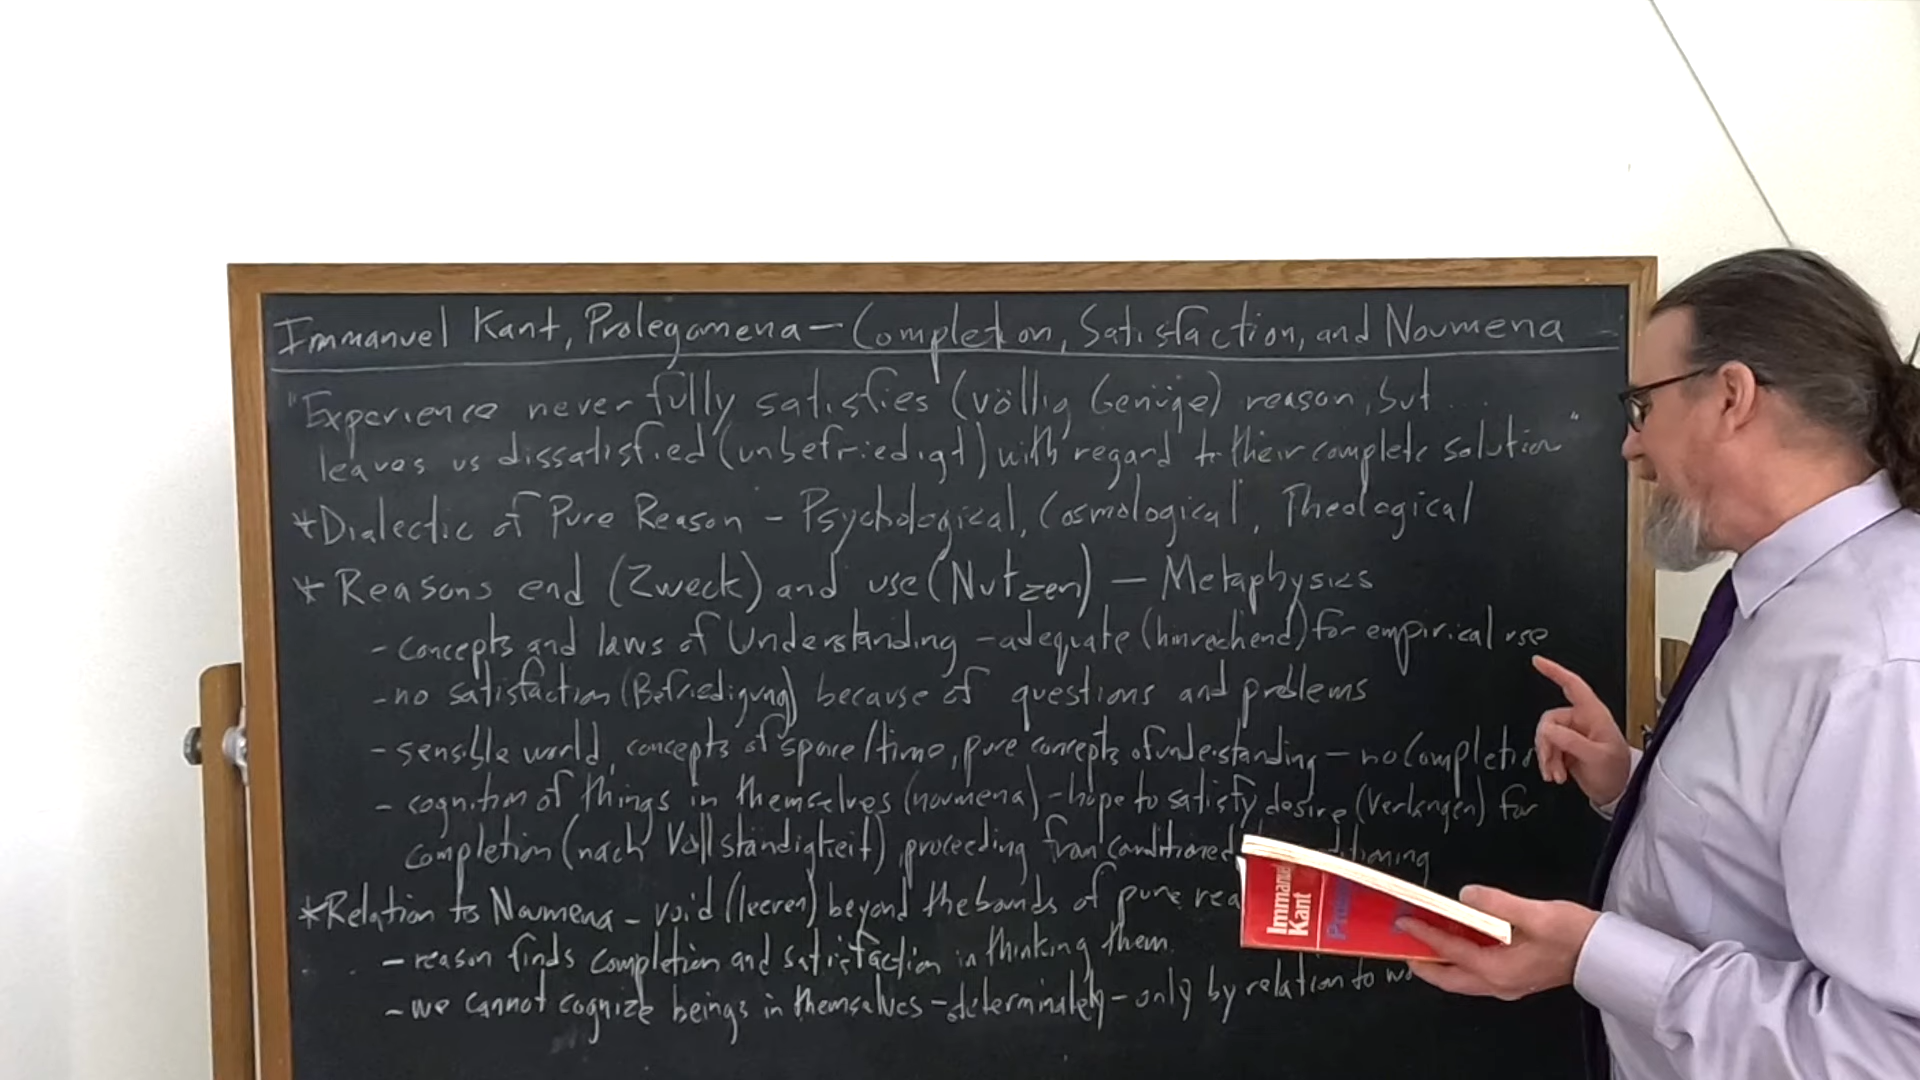 Immanuel Kant, Prolegomena — Completion, Satisfaction, and Noumena
"Experience never fully satisfies (völlig Genüge) reason, but ...
leaves us dissatisfied (unbefriedigt) with regard to their complete solution"
* Dialectic of Pure Reason - Psychological, Cosmological, Theological
* Reasons end (Zweck) and use (Nutzen) — Metaphysics
- concepts and laws of Understanding - adequate (hinreichend) for empirical use
- no satisfaction (Befriedigung) because of questions and problems
- sensible world, concepts of space/time, pure concepts of understanding - no Completio
- cognition of things in themselves (noumena) - hope to satisfy desire (Verlangen) for
completion (nach Vollständigkeit) proceeding from conditioned ditioning
* Relation to Noumena - void (leeren) beyond the bounds of pure rea
- reason finds completion and satisfaction in thinking them
- we cannot cognize beings in themselves - determinately - only by relation to wo
Immanue
Kant